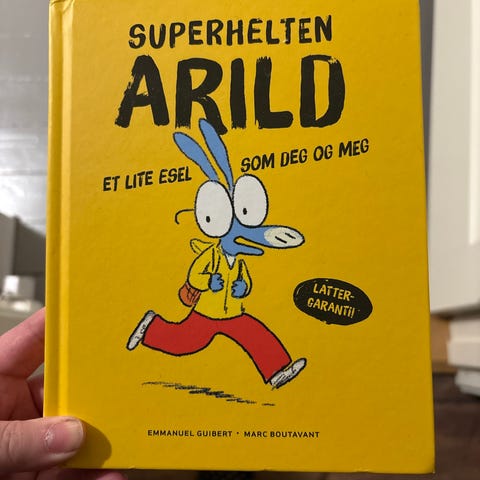 SUPERHELTEN
ARILD
ET LITE ESEL SOM DEG OG MEG
LATTER-
GARANTI!
EMMANUEL GUIBERT • MARC BOUTAVANT